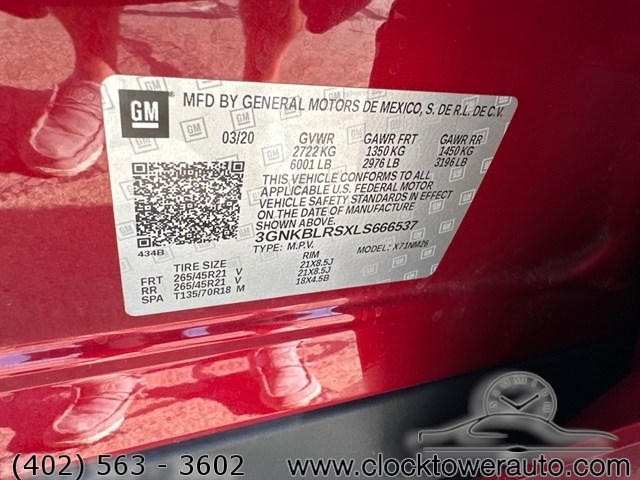 GM
MFD BY GENERAL MOTORS DE MEXICO, S. DE R.L. DE C.V.
03/20 GVWR GAWR FRT GAWR RR
2722 KG 1350 KG 1450 KG
6001 LB 2976 LB 3196 LB
THIS VEHICLE CONFORMS TO ALL
APPLICABLE U.S. FEDERAL MOTOR
VEHICLE SAFETY STANDARDS IN EFFECT
ON THE DATE OF MANUFACTURE
SHOWN ABOVE.
3GNKBLRSXLS666537
434B TYPE: M.P.V. MODEL: X71NM26
TIRE SIZE RIM
FRT 265/45R21 V 21X8.5J
RR 265/45R21 V 21X8.5J
SPA T135/70R18 M 18X4.5B
(402) 563 - 3602 www.clocktowerauto.com